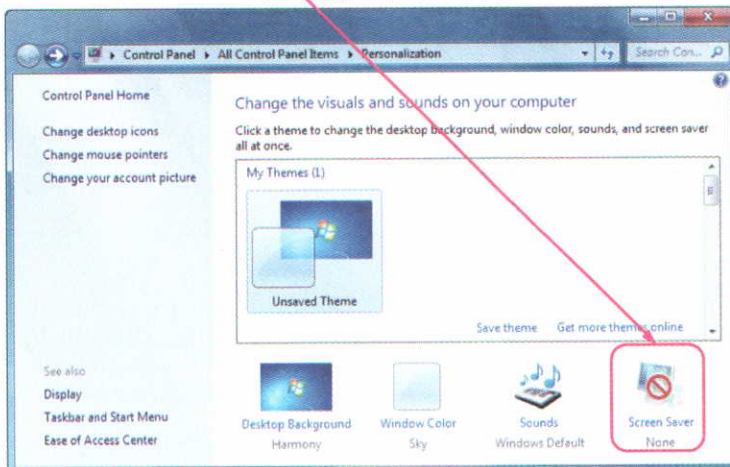 Control Panel ▸ All Control Panel Items ▸ Personalization
Search Con...
Control Panel Home
Change desktop icons
Change mouse pointers
Change your account picture
Change the visuals and sounds on your computer
Click a theme to change the desktop background, window color, sounds, and screen saver
all at once.
My Themes (1)
Unsaved Theme
Save theme Get more themes online
Desktop Background
Harmony
Window Color
Sky
Sounds
Windows Default
Screen Saver
None
See also
Display
Taskbar and Start Menu
Ease of Access Center